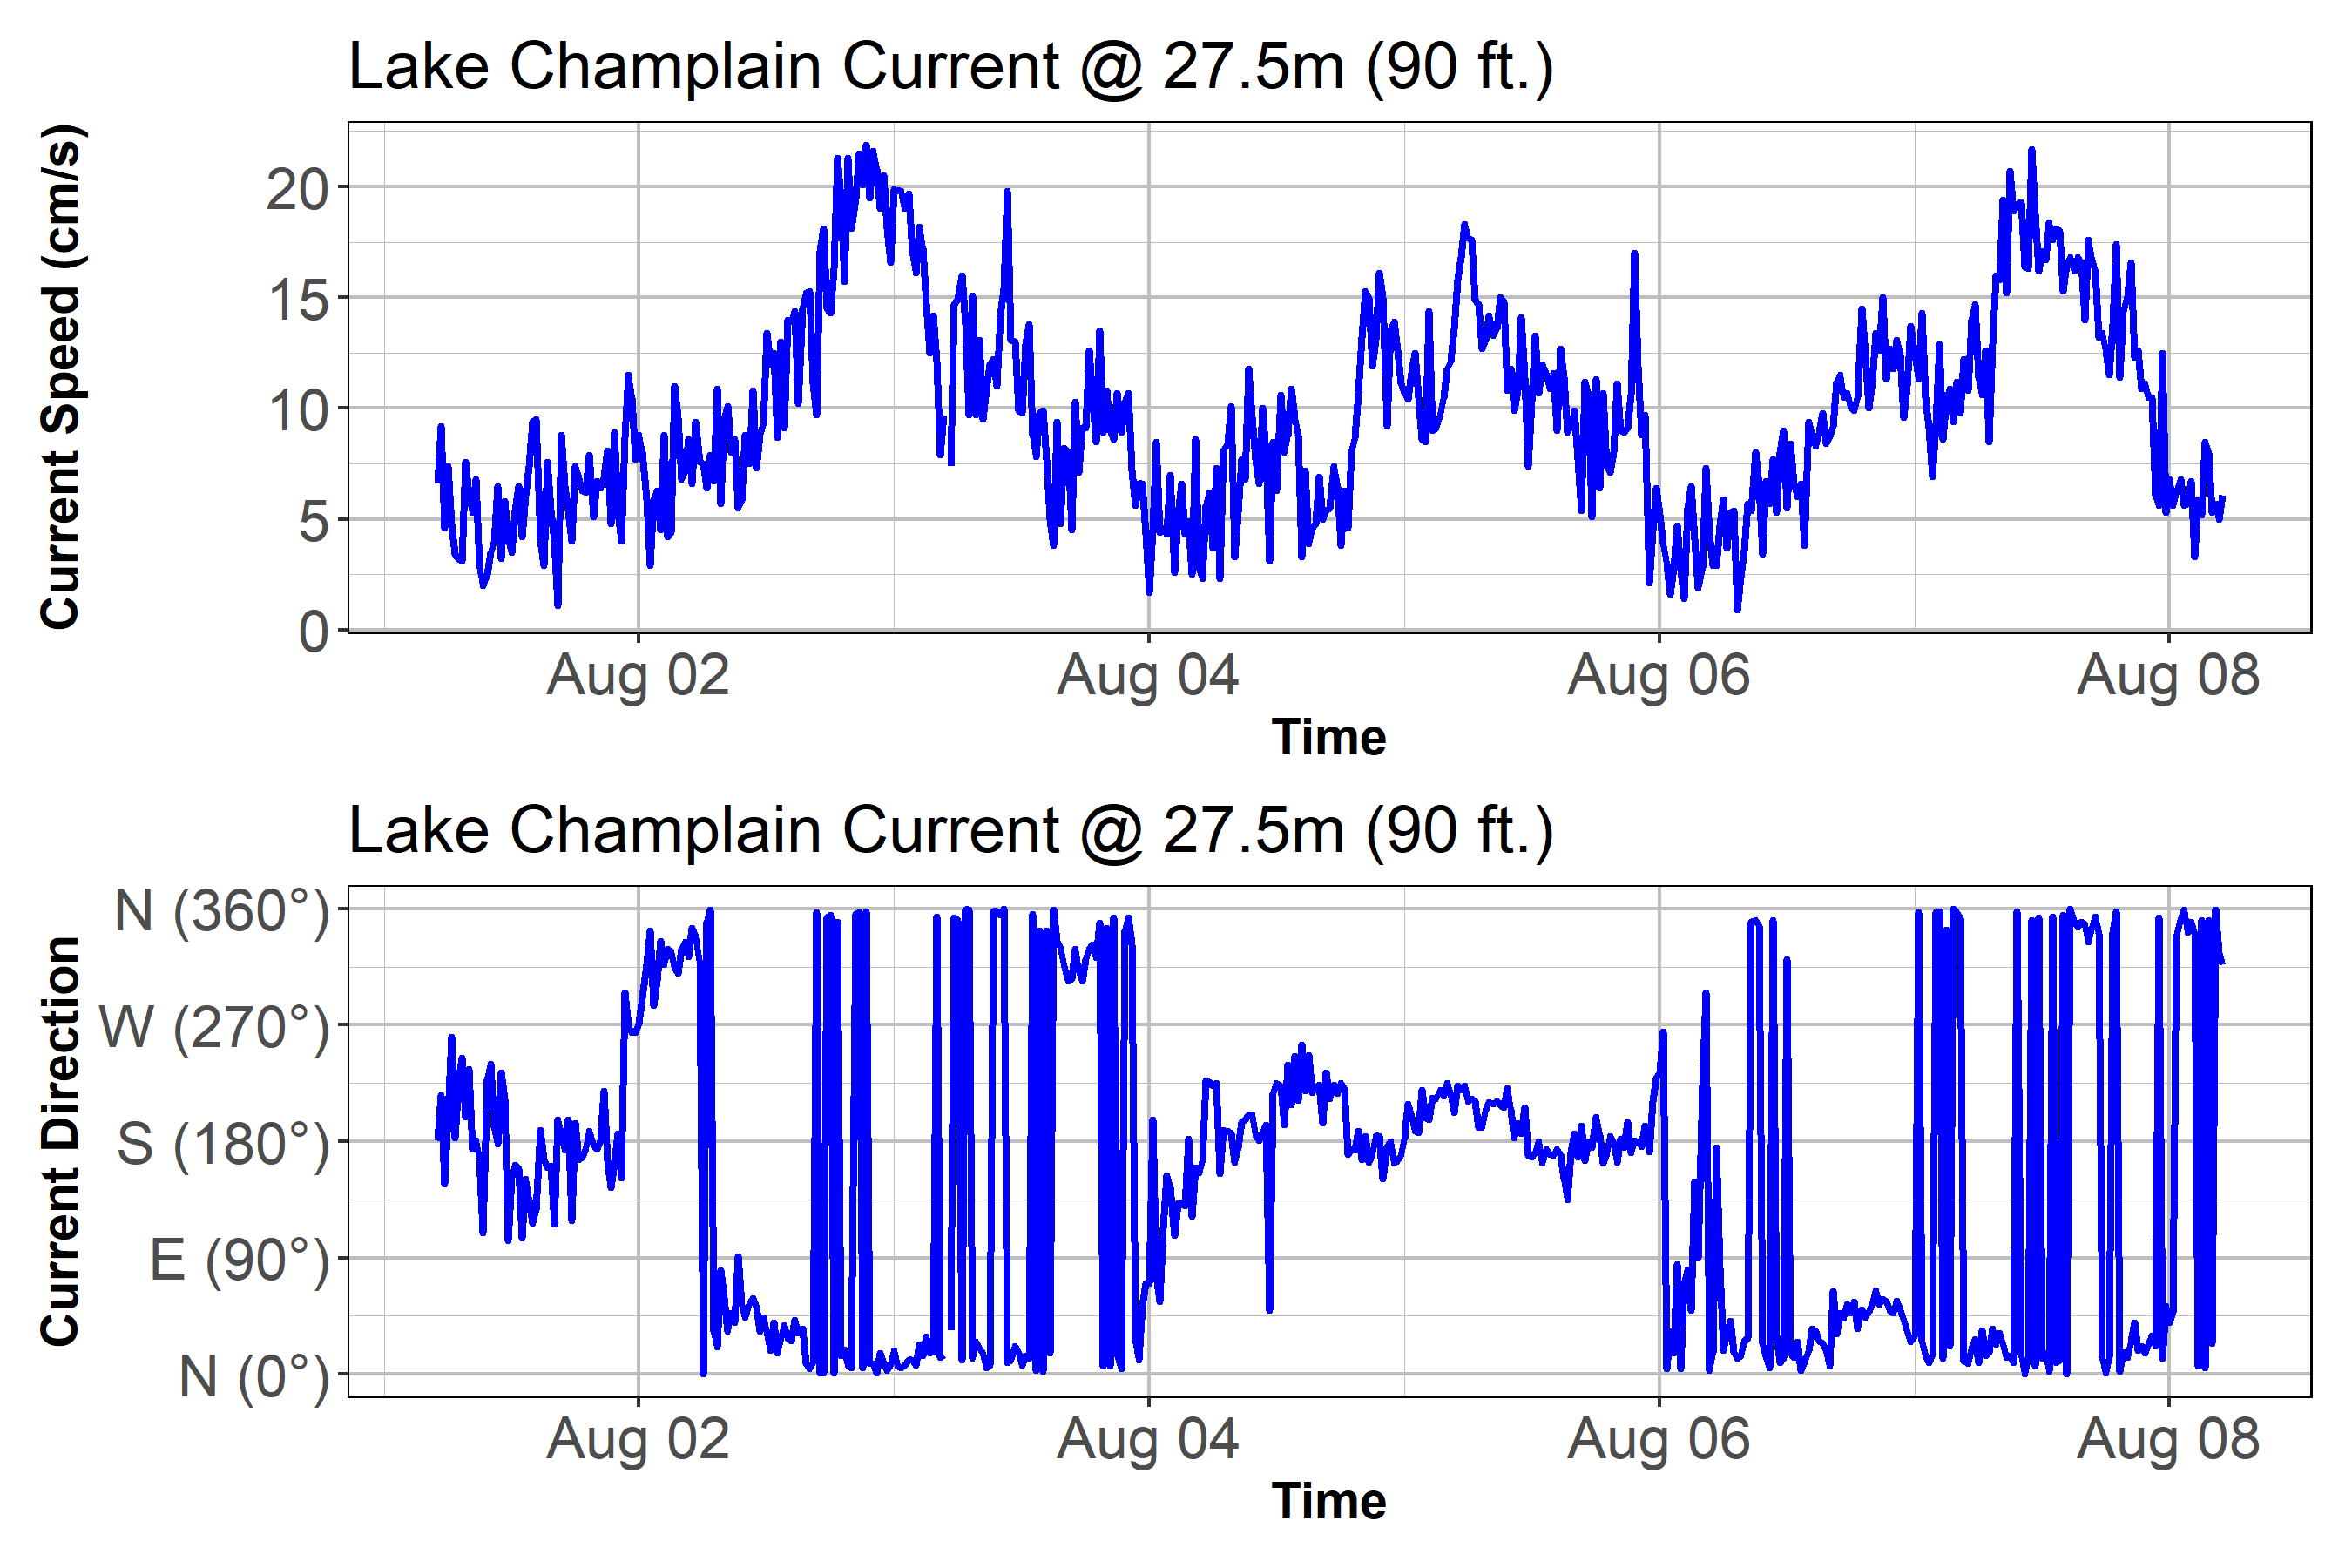 Lake Champlain Current @ 27.5m (90 ft.)
Current Speed (cm/s)
20
15
10
5
0
Aug 02 Aug 04 Aug 06 Aug 08
Time
Lake Champlain Current @ 27.5m (90 ft.)
Current Direction
N (360°)
W (270°)
S (180°)
E (90°)
N (0°)
Aug 02 Aug 04 Aug 06 Aug 08
Time